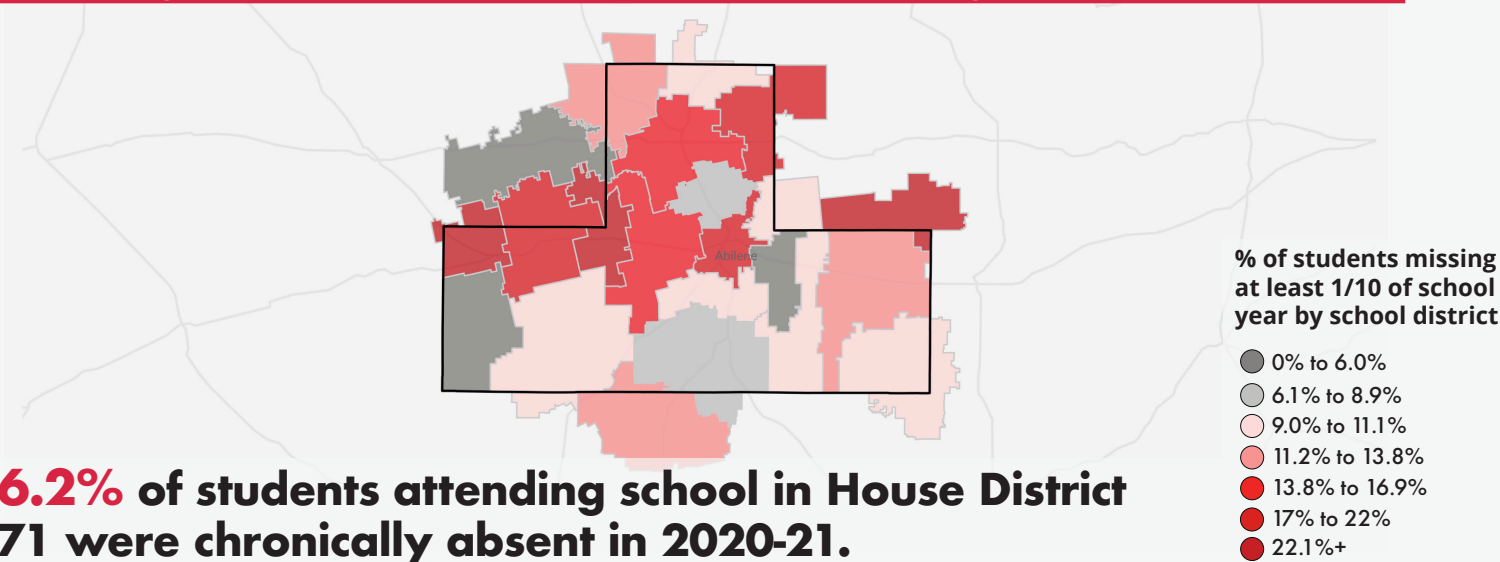 Abilene
% of students missing
at least 1/10 of school
year by school district
0% to 6.0%
6.1% to 8.9%
9.0% to 11.1%
11.2% to 13.8%
13.8% to 16.9%
17% to 22%
22.1%+
6.2% of students attending school in House District
71 were chronically absent in 2020-21.